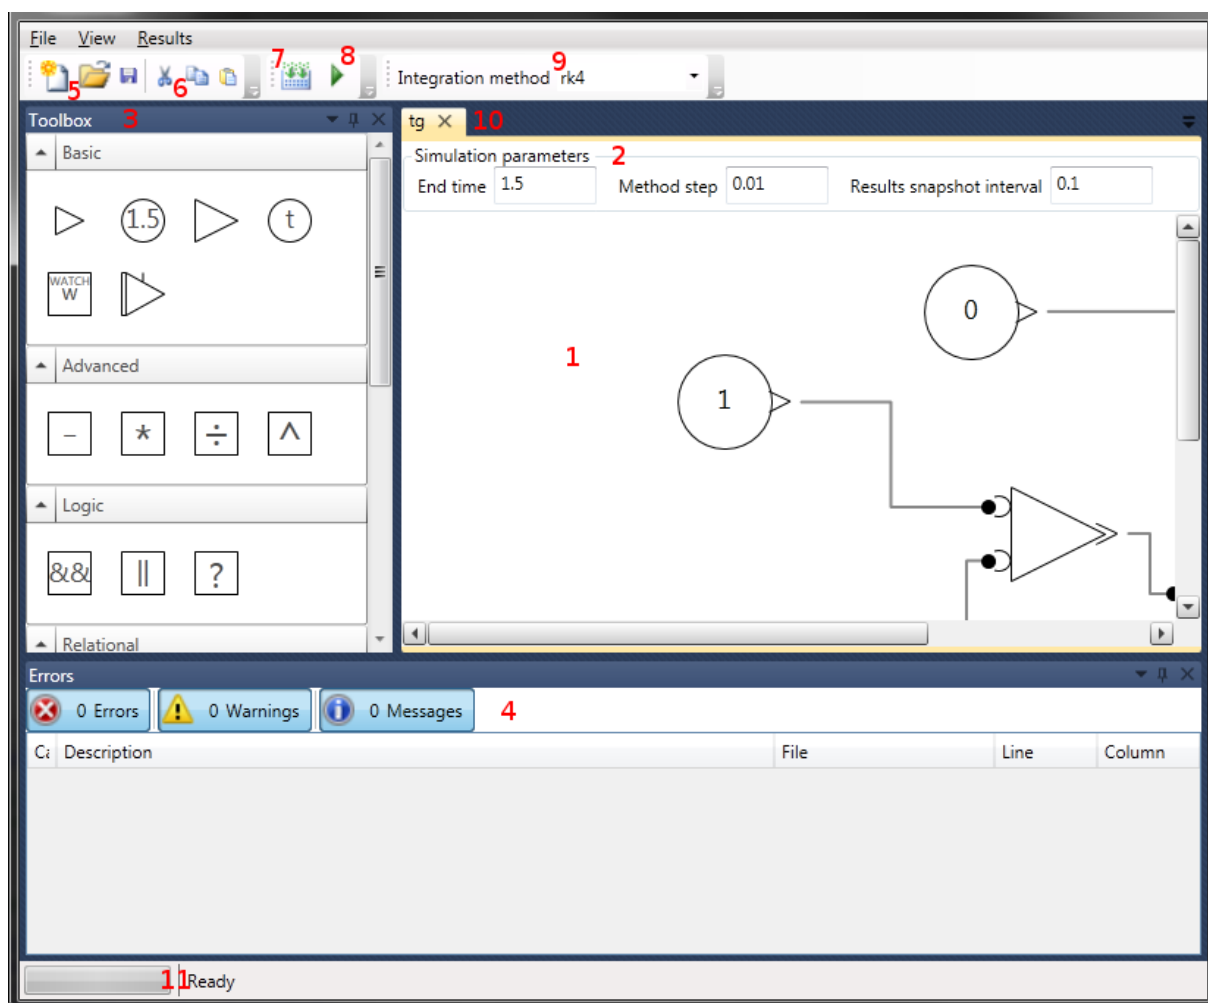 File View Results
5 6 7 8 Integration method 9 rk4
Toolbox 3
Basic
1.5 t
WATCH
W
Advanced
− * ÷ ^
Logic
&& || ?
Relational
tg 10
Simulation parameters 2
End time 1.5 Method step 0.01 Results snapshot interval 0.1
0
1
1
Errors
0 Errors 0 Warnings 0 Messages 4
Description File Line Column
11 Ready